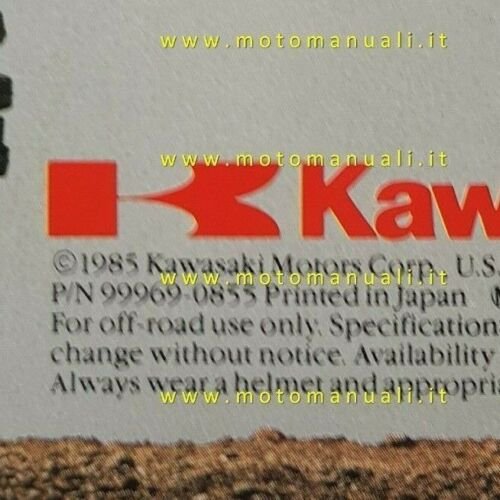 www.motomanuali.it
www.motomanuali.it
Kaw
©1985 Kawasaki Motors Corp. U.S.
www.motomanuali.it
P/N 99969-0855 Printed in Japan
For off-road use only. Specification
change without notice. Availability
Always wear a helmet and appropri
www.motomanuali.it